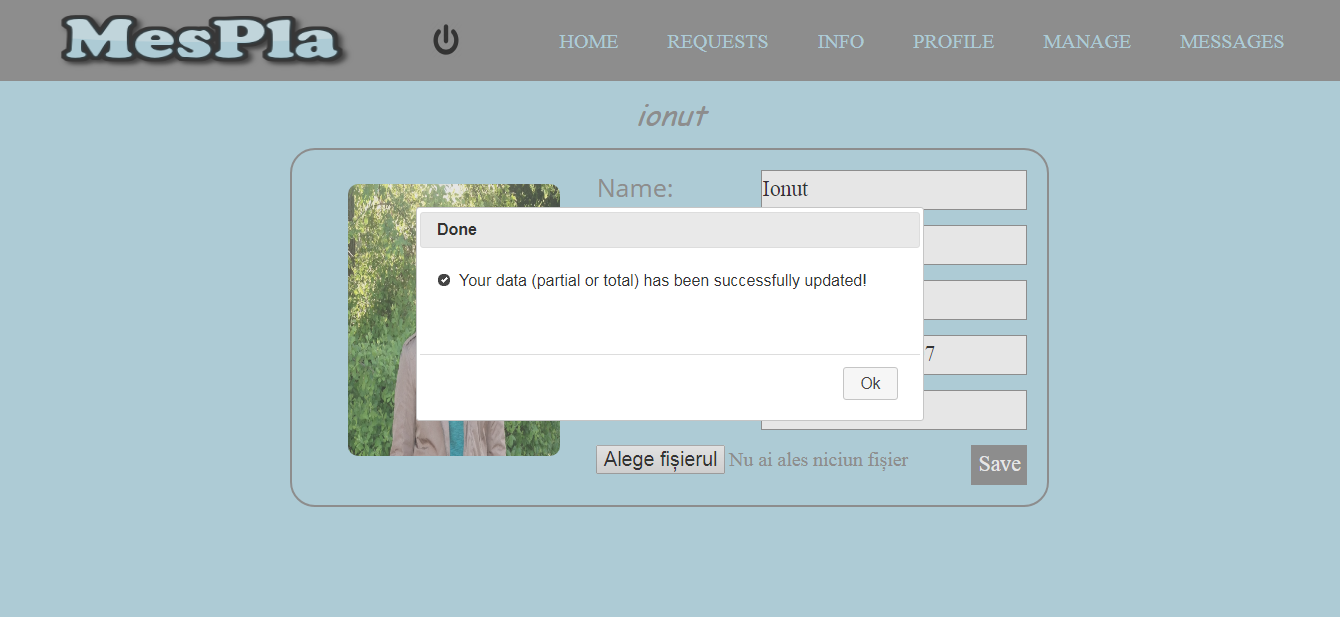 MesPla
HOME REQUESTS INFO PROFILE MANAGE MESSAGES
ionut
Name: Ionut
Done
Your data (partial or total) has been successfully updated!
7
Ok
Alege fișierul Nu ai ales niciun fișier Save